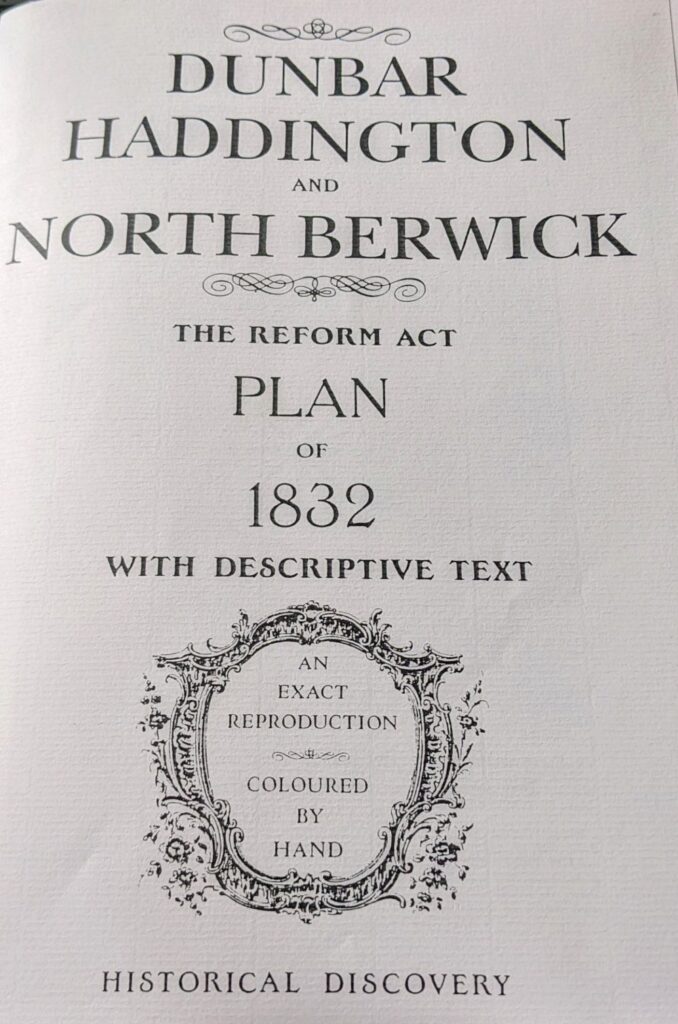 DUNBAR
HADDINGTON
AND
NORTH BERWICK
THE REFORM ACT
PLAN
OF
1832
WITH DESCRIPTIVE TEXT
AN
EXACT
REPRODUCTION
COLOURED
BY
HAND
HISTORICAL DISCOVERY